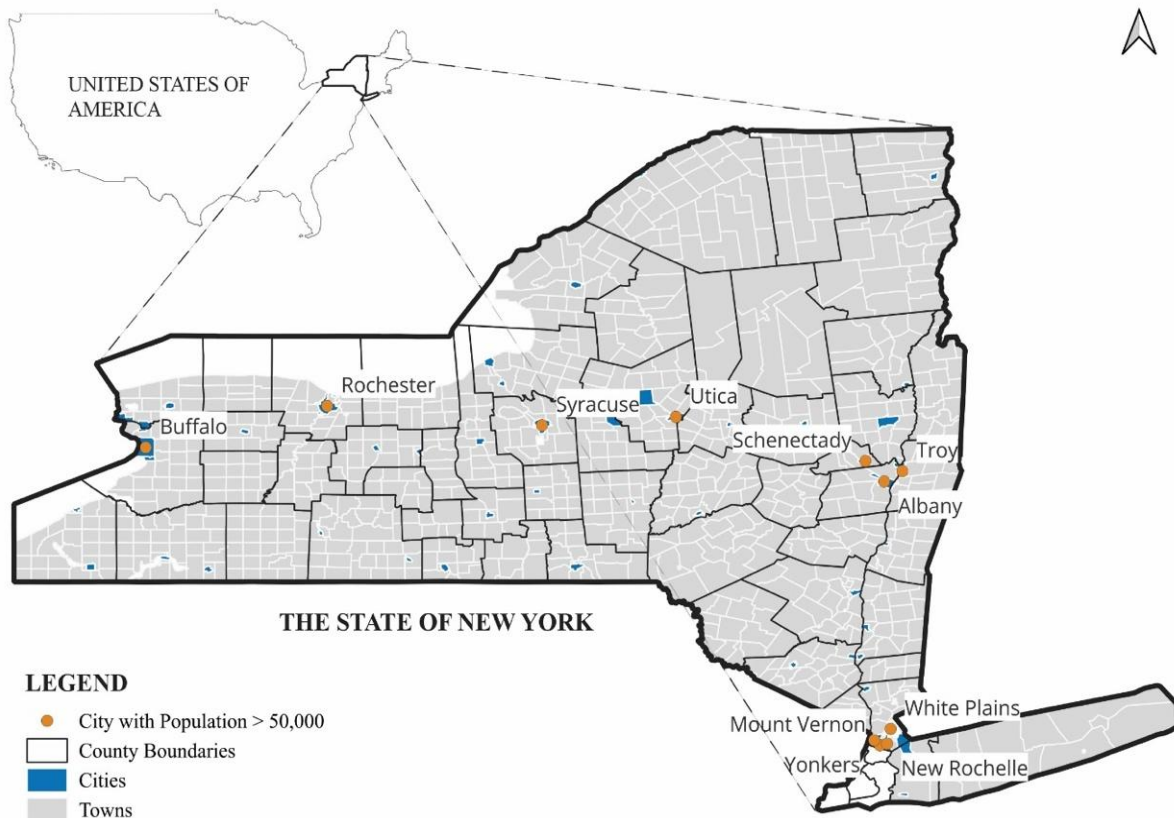 UNITED STATES OF
AMERICA
Rochester
Buffalo
Syracuse
Utica
Schenectady
Troy
Albany
THE STATE OF NEW YORK
LEGEND
City with Population > 50,000
County Boundaries
Cities
Towns
White Plains
Mount Vernon
Yonkers
New Rochelle